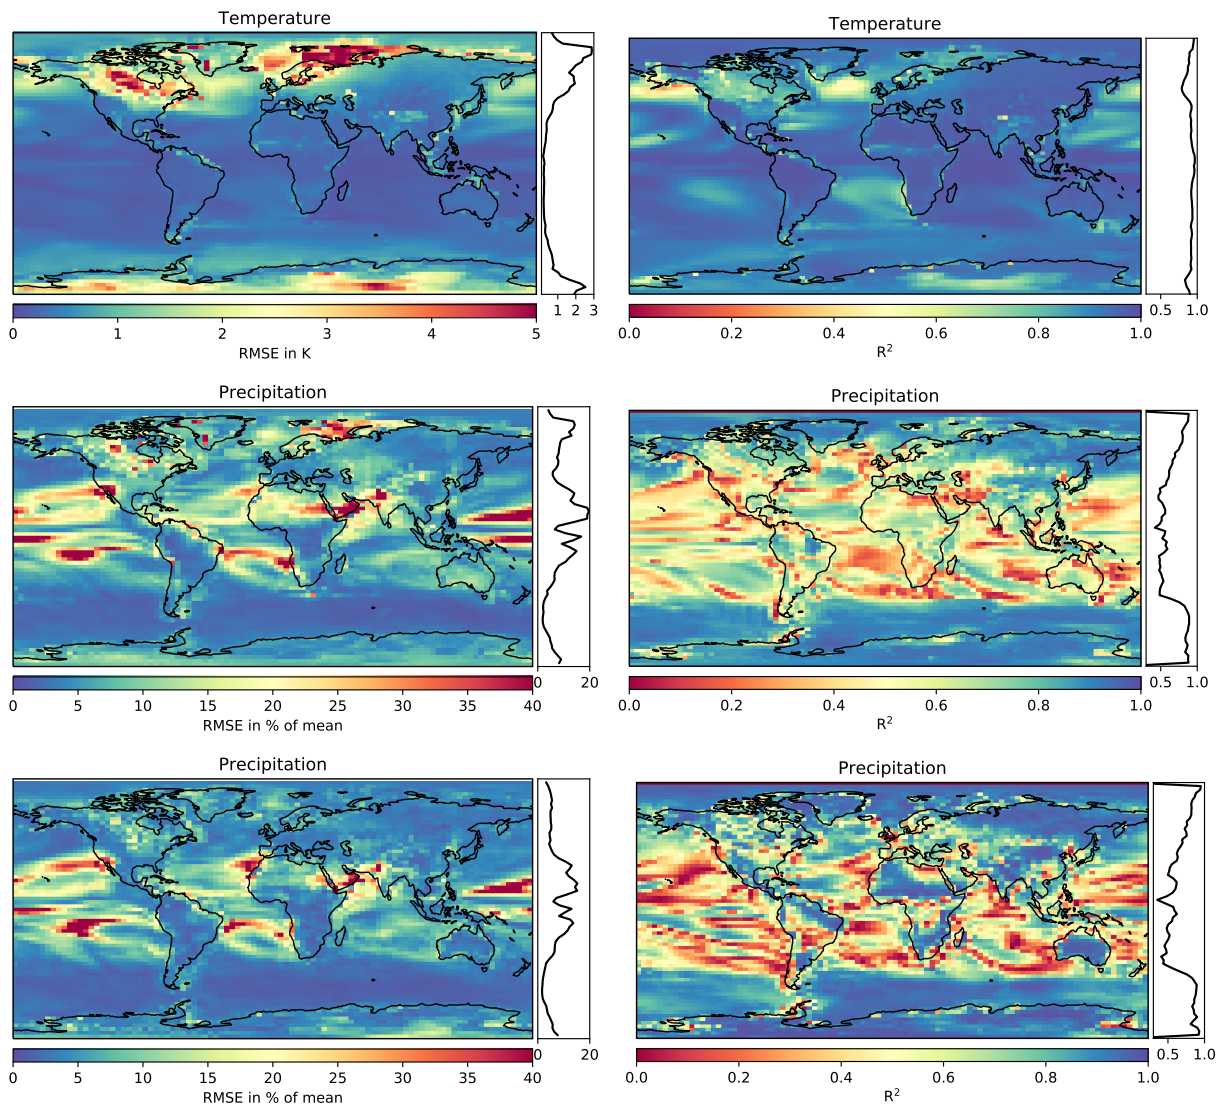 Temperature
Temperature
1 2 3
0.5 1.0
0 1 2 3 4 5
RMSE in K
0.0 0.2 0.4 0.6 0.8 1.0
R²
Precipitation
Precipitation
0 20
0.5 1.0
0 5 10 15 20 25 30 35 40
RMSE in % of mean
0.0 0.2 0.4 0.6 0.8 1.0
R²
Precipitation
Precipitation
0 20
0.5 1.0
0 5 10 15 20 25 30 35 40
RMSE in % of mean
0.0 0.2 0.4 0.6 0.8 1.0
R²